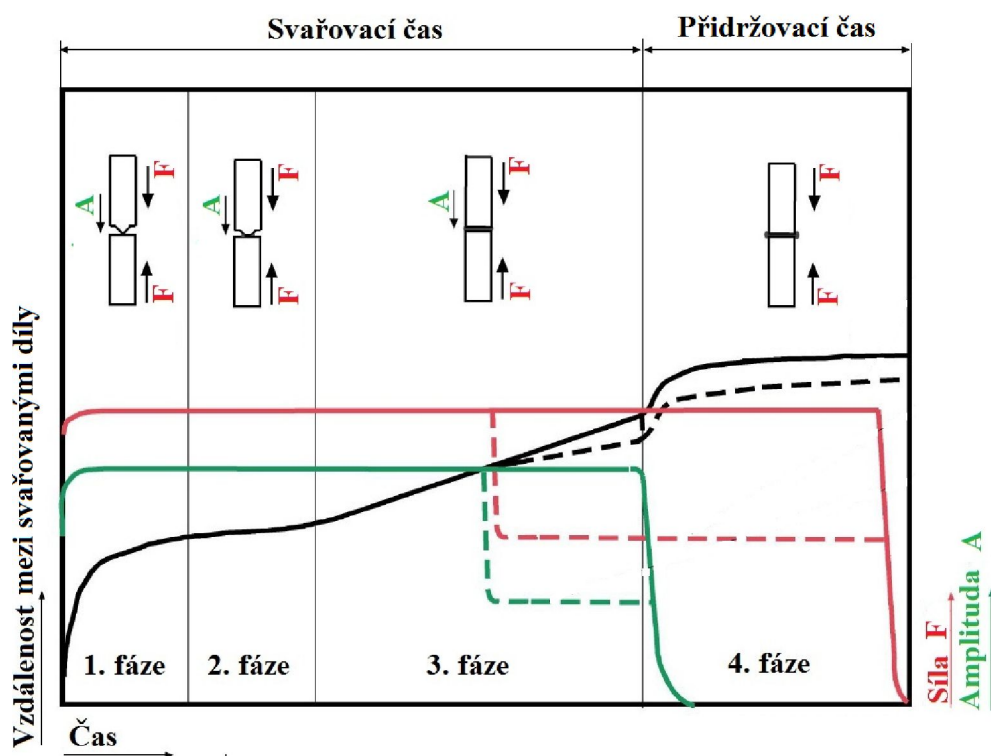 Svařovací čas
Přidržovací čas
F
A
F
F
A
F
F
A
F
F
F
Vzdálenost mezi svařovanými díly
1. fáze
2. fáze
3. fáze
4. fáze
Síla F
Amplituda A
Čas